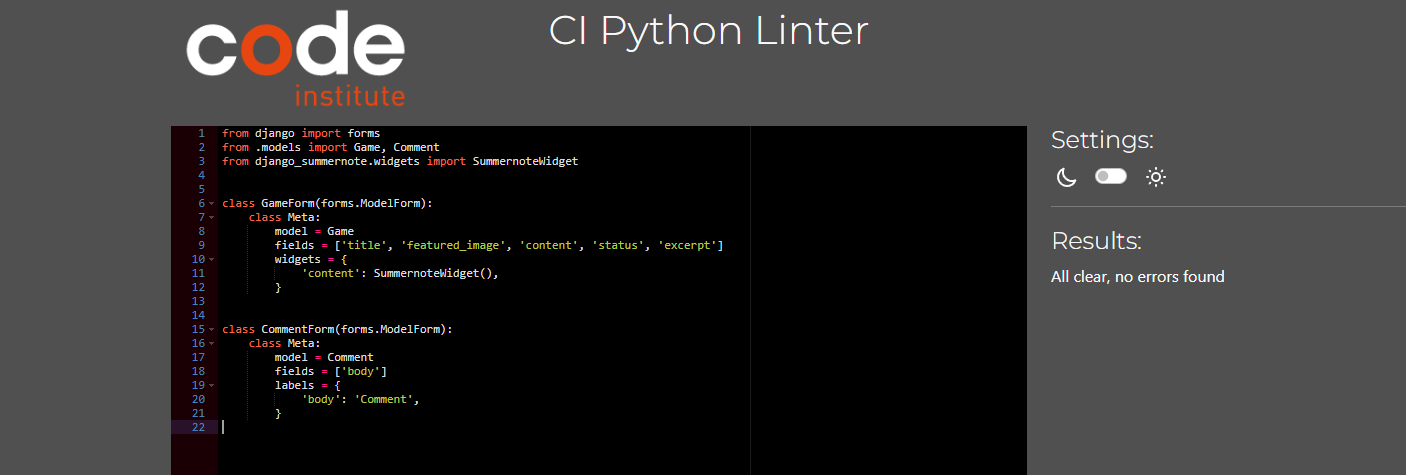 code
institute
CI Python Linter
1 from django import forms
2 from .models import Game, Comment
3 from django_summernote.widgets import SummernoteWidget
4
5
6 class GameForm(forms.ModelForm):
7     class Meta:
8         model = Game
9         fields = ['title', 'featured_image', 'content', 'status', 'excerpt']
10         widgets = {
11             'content': SummernoteWidget(),
12         }
13
14
15 class CommentForm(forms.ModelForm):
16     class Meta:
17         model = Comment
18         fields = ['body']
19         labels = {
20             'body': 'Comment',
21         }
22
Settings:
Results:
All clear, no errors found